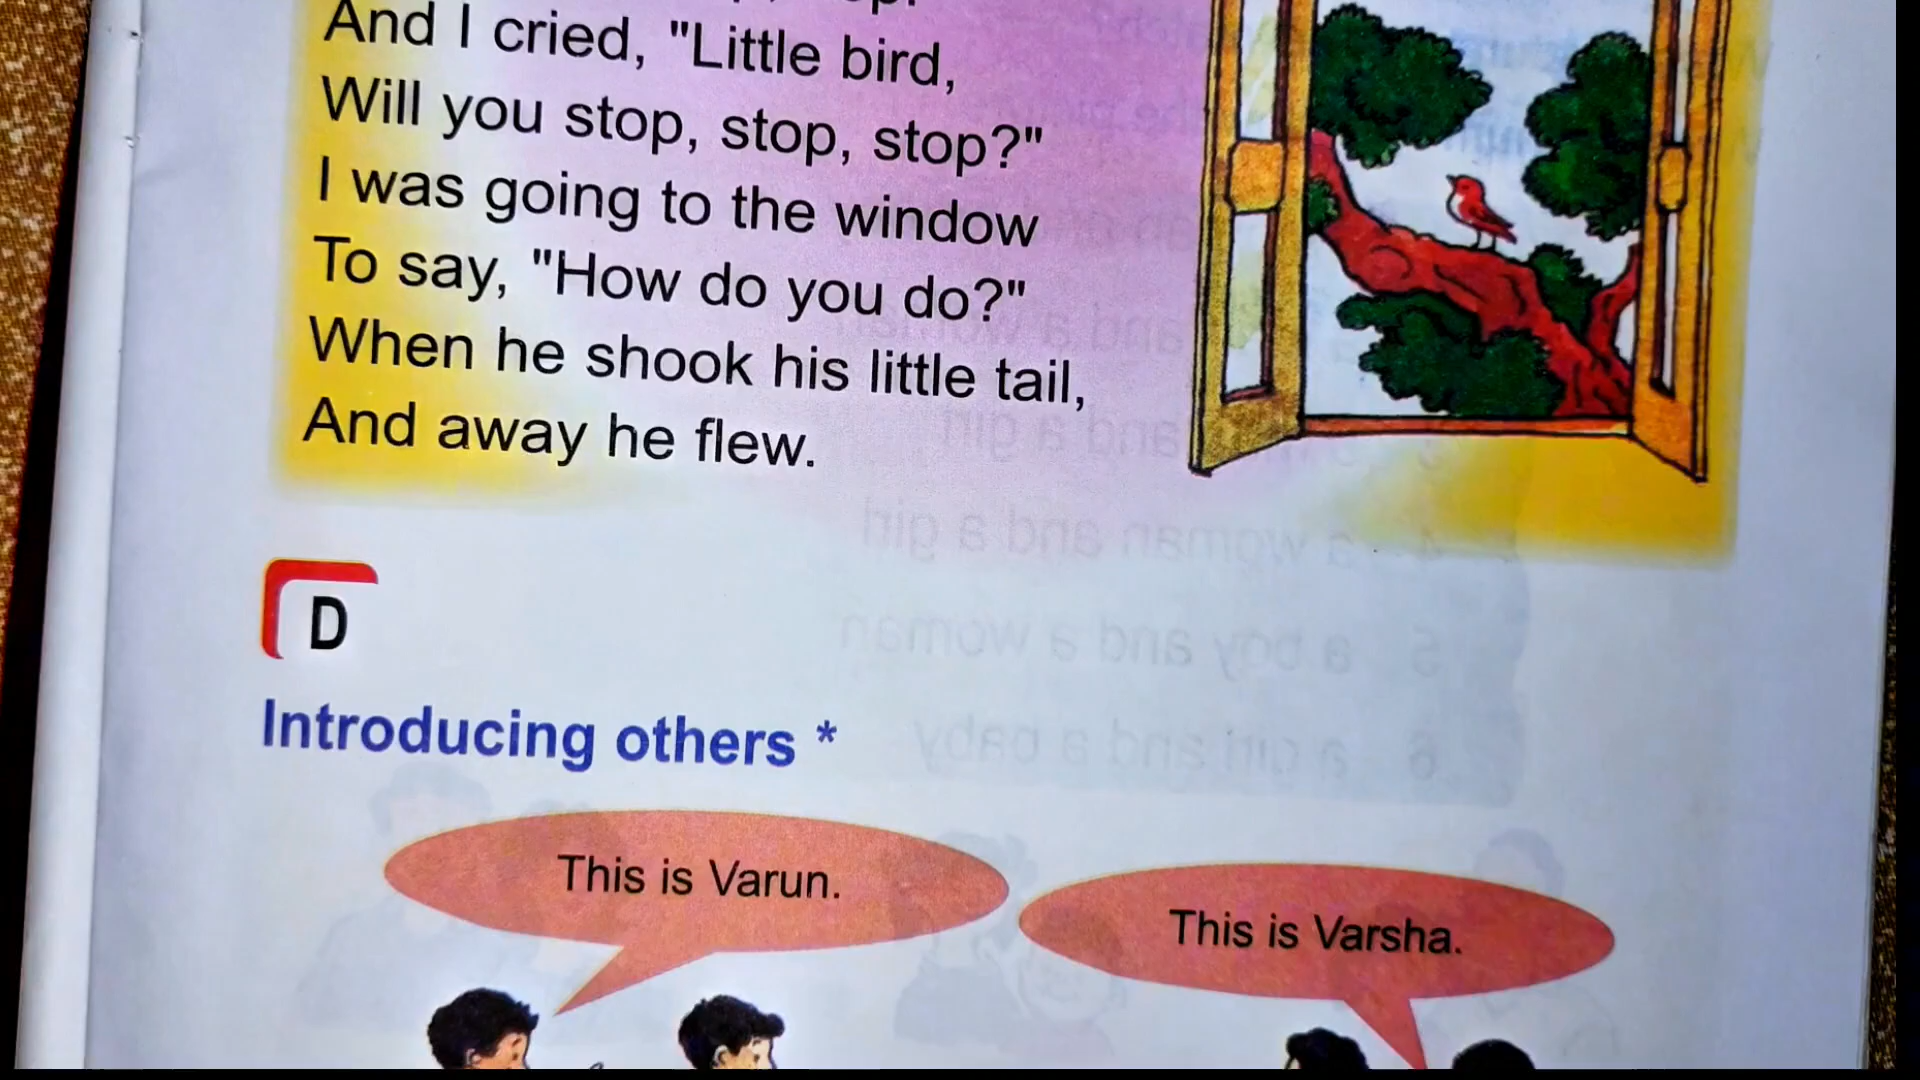 And I cried, "Little bird,
Will you stop, stop, stop?"
I was going to the window
To say, "How do you do?"
When he shook his little tail,
And away he flew.
D
Introducing others *
This is Varun.
This is Varsha.